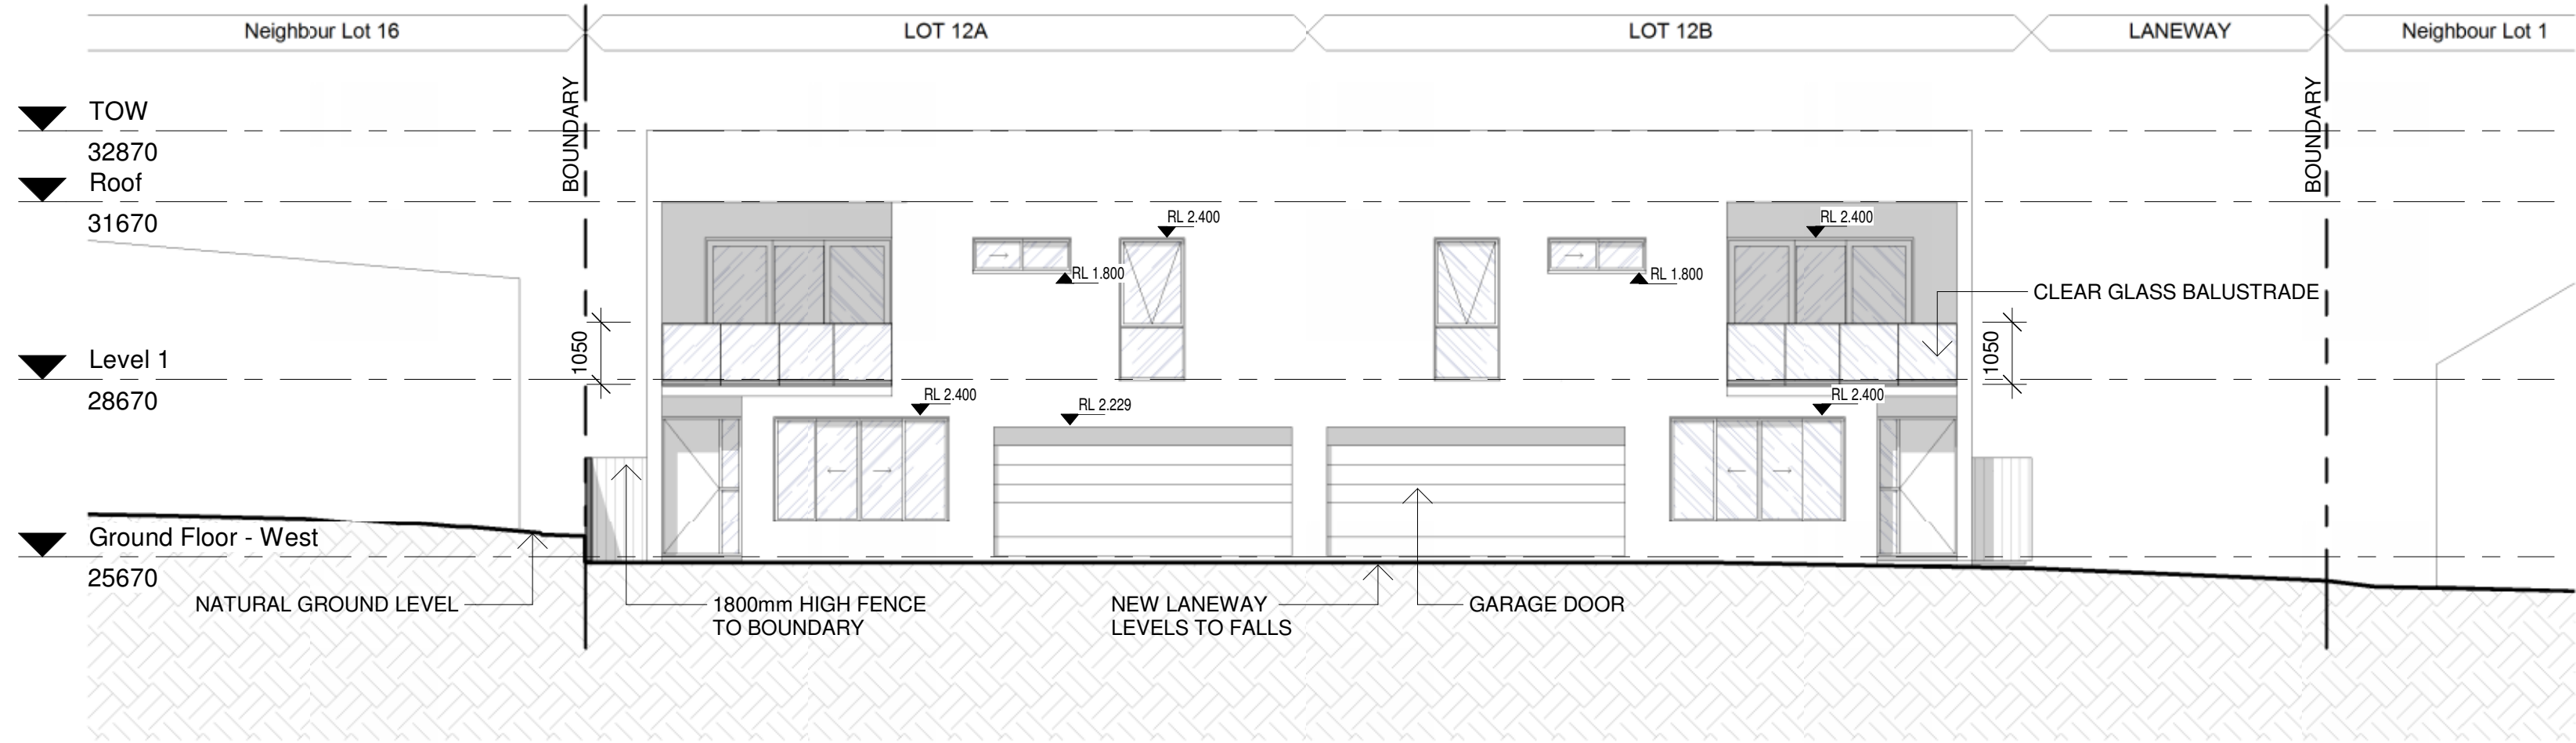 Neighbour Lot 16
LOT 12A
LOT 12B
LANEWAY
Neighbour Lot 1
BOUNDARY
BOUNDARY
TOW
32870
Roof
31670
RL 2.400
RL 2.400
RL 1.800
RL 1.800
CLEAR GLASS BALUSTRADE
1050
1050
Level 1
28670
RL 2.400
RL 2.229
RL 2.400
Ground Floor - West
25670
NATURAL GROUND LEVEL
1800mm HIGH FENCE
TO BOUNDARY
NEW LANEWAY
LEVELS TO FALLS
GARAGE DOOR